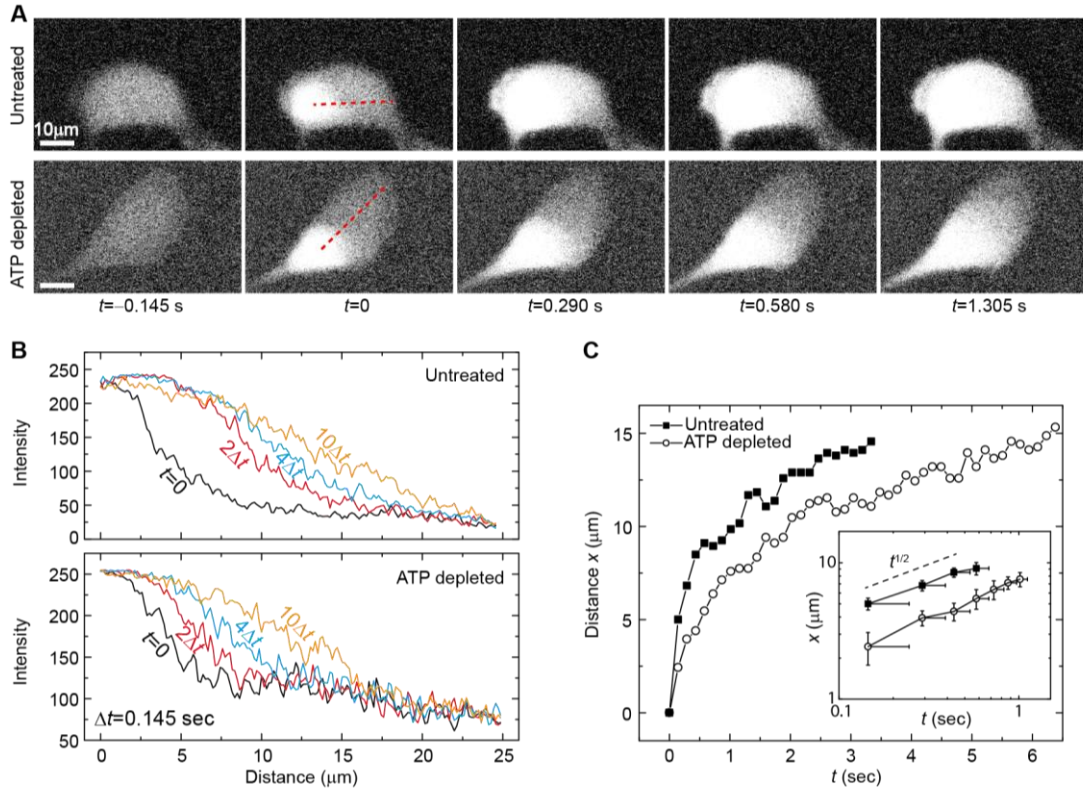 A
Untreated
10μm
ATP depleted
t=−0.145 s
t=0
t=0.290 s
t=0.580 s
t=1.305 s
B
250
200
150
100
50
0
Intensity
Untreated
t=0
2Δt
4Δt
10Δt
250
200
150
100
50
Intensity
ATP depleted
t=0
2Δt
4Δt
10Δt
Δt=0.145 sec
0 5 10 15 20 25
Distance (μm)
C
Untreated
ATP depleted
15
10
5
0
Distance x (μm)
0 1 2 3 4 5 6
t (sec)
10
1
x (μm)
t1/2
0.1 1
t (sec)